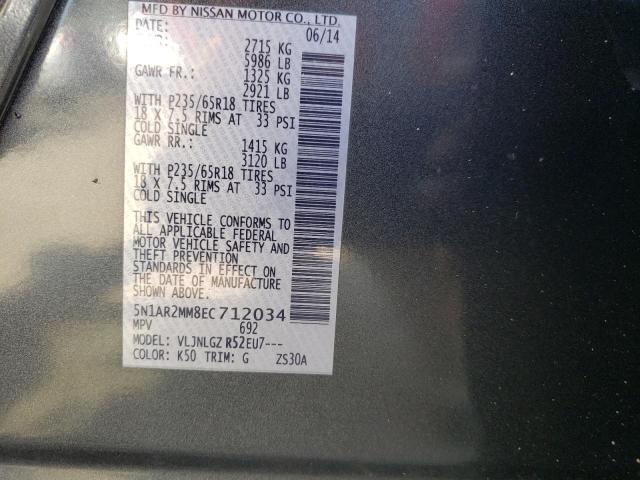 MFD BY NISSAN MOTOR CO., LTD.
DATE: 06/14
2715 KG
5986 LB
GAWR FR.: 1325 KG
2921 LB
WITH P235/65R18 TIRES
18 X 7.5 RIMS AT 33 PSI
COLD SINGLE
GAWR RR.: 1415 KG
3120 LB
WITH P235/65R18 TIRES
18 X 7.5 RIMS AT 33 PSI
COLD SINGLE
THIS VEHICLE CONFORMS TO
ALL APPLICABLE FEDERAL
MOTOR VEHICLE SAFETY AND
THEFT PREVENTION
STANDARDS IN EFFECT ON
THE DATE OF MANUFACTURE
SHOWN ABOVE.
5N1AR2MM8EC712034
MPV 692
MODEL: VLJNLGZ R52EU7---
COLOR: K50 TRIM: G ZS30A